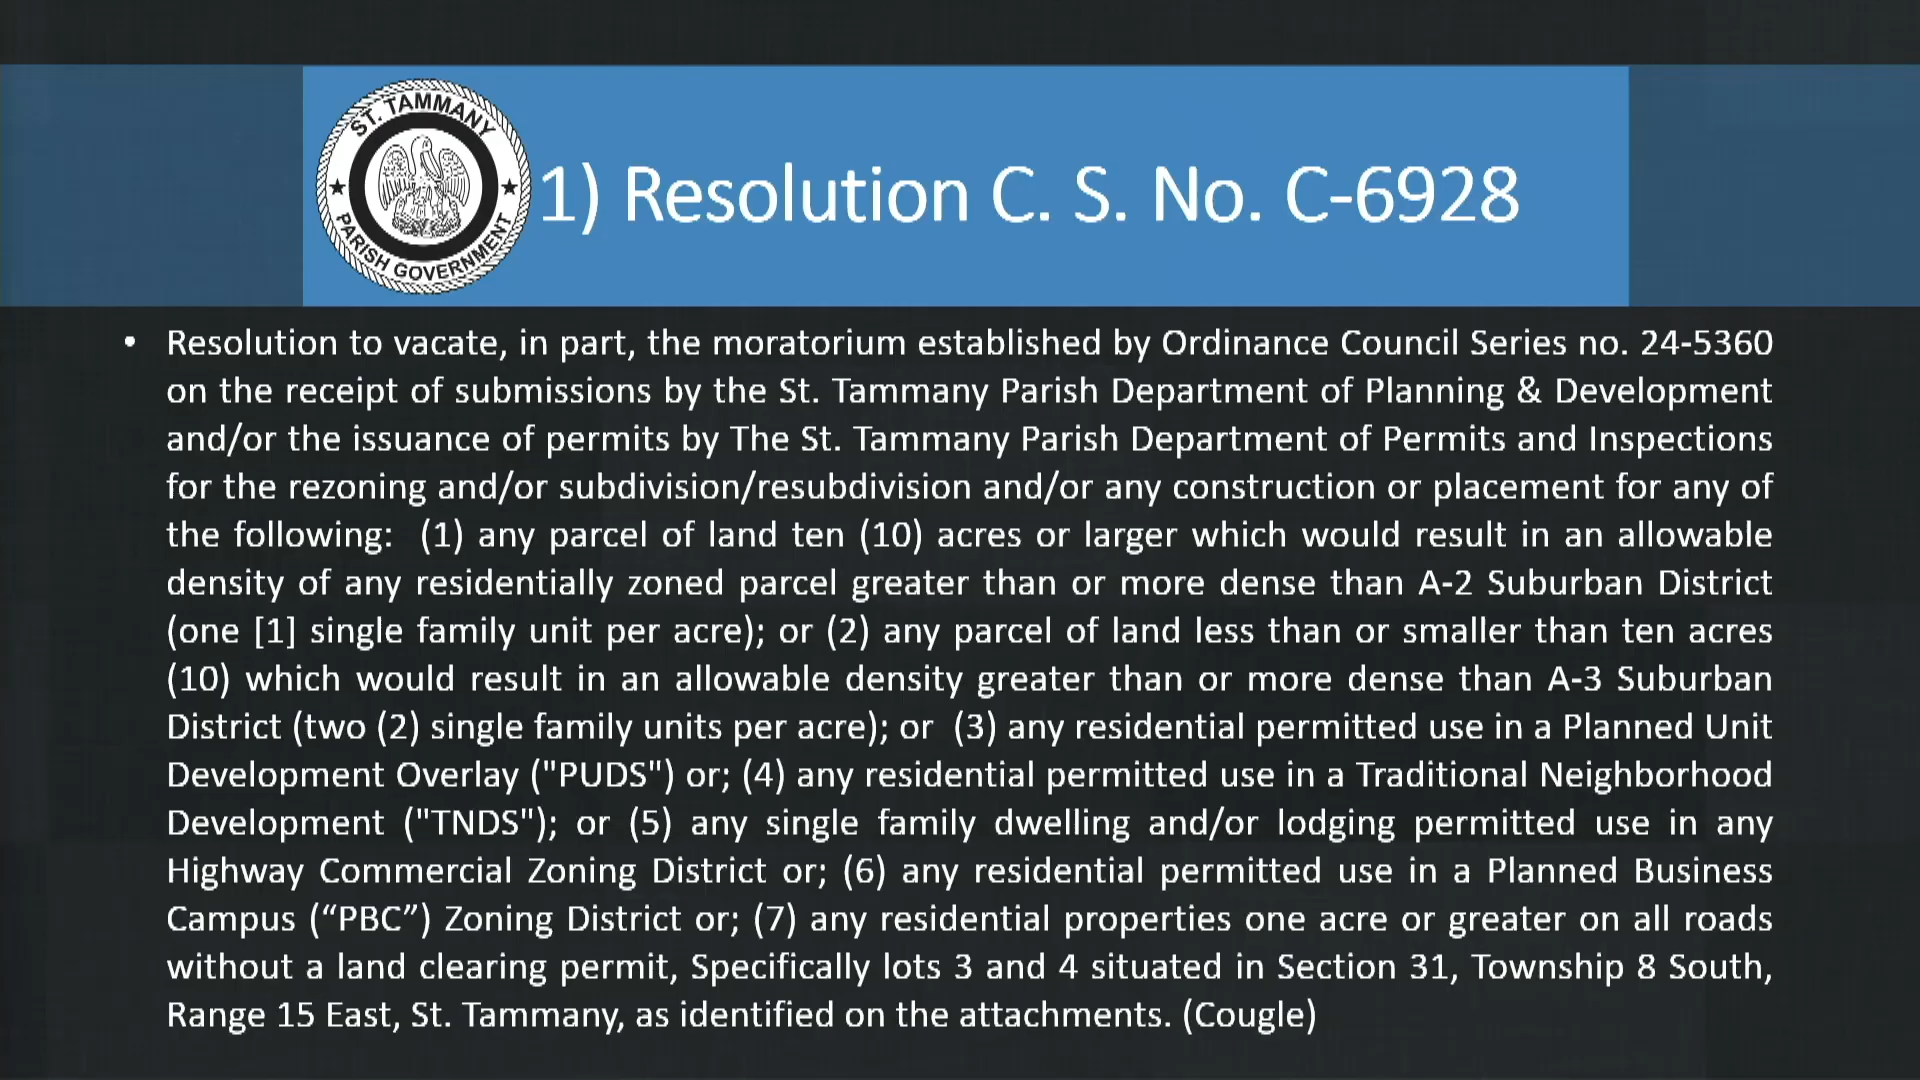 ST. TAMMANY
PARISH GOVERNMENT
1) Resolution C. S. No. C-6928
• Resolution to vacate, in part, the moratorium established by Ordinance Council Series no. 24-5360
on the receipt of submissions by the St. Tammany Parish Department of Planning & Development
and/or the issuance of permits by The St. Tammany Parish Department of Permits and Inspections
for the rezoning and/or subdivision/resubdivision and/or any construction or placement for any of
the following:  (1) any parcel of land ten (10) acres or larger which would result in an allowable
density of any residentially zoned parcel greater than or more dense than A-2 Suburban District
(one [1] single family unit per acre); or (2) any parcel of land less than or smaller than ten acres
(10) which would result in an allowable density greater than or more dense than A-3 Suburban
District (two (2) single family units per acre); or  (3) any residential permitted use in a Planned Unit
Development Overlay ("PUDS") or; (4) any residential permitted use in a Traditional Neighborhood
Development ("TNDS"); or (5) any single family dwelling and/or lodging permitted use in any
Highway Commercial Zoning District or; (6) any residential permitted use in a Planned Business
Campus (“PBC”) Zoning District or; (7) any residential properties one acre or greater on all roads
without a land clearing permit, Specifically lots 3 and 4 situated in Section 31, Township 8 South,
Range 15 East, St. Tammany, as identified on the attachments. (Cougle)